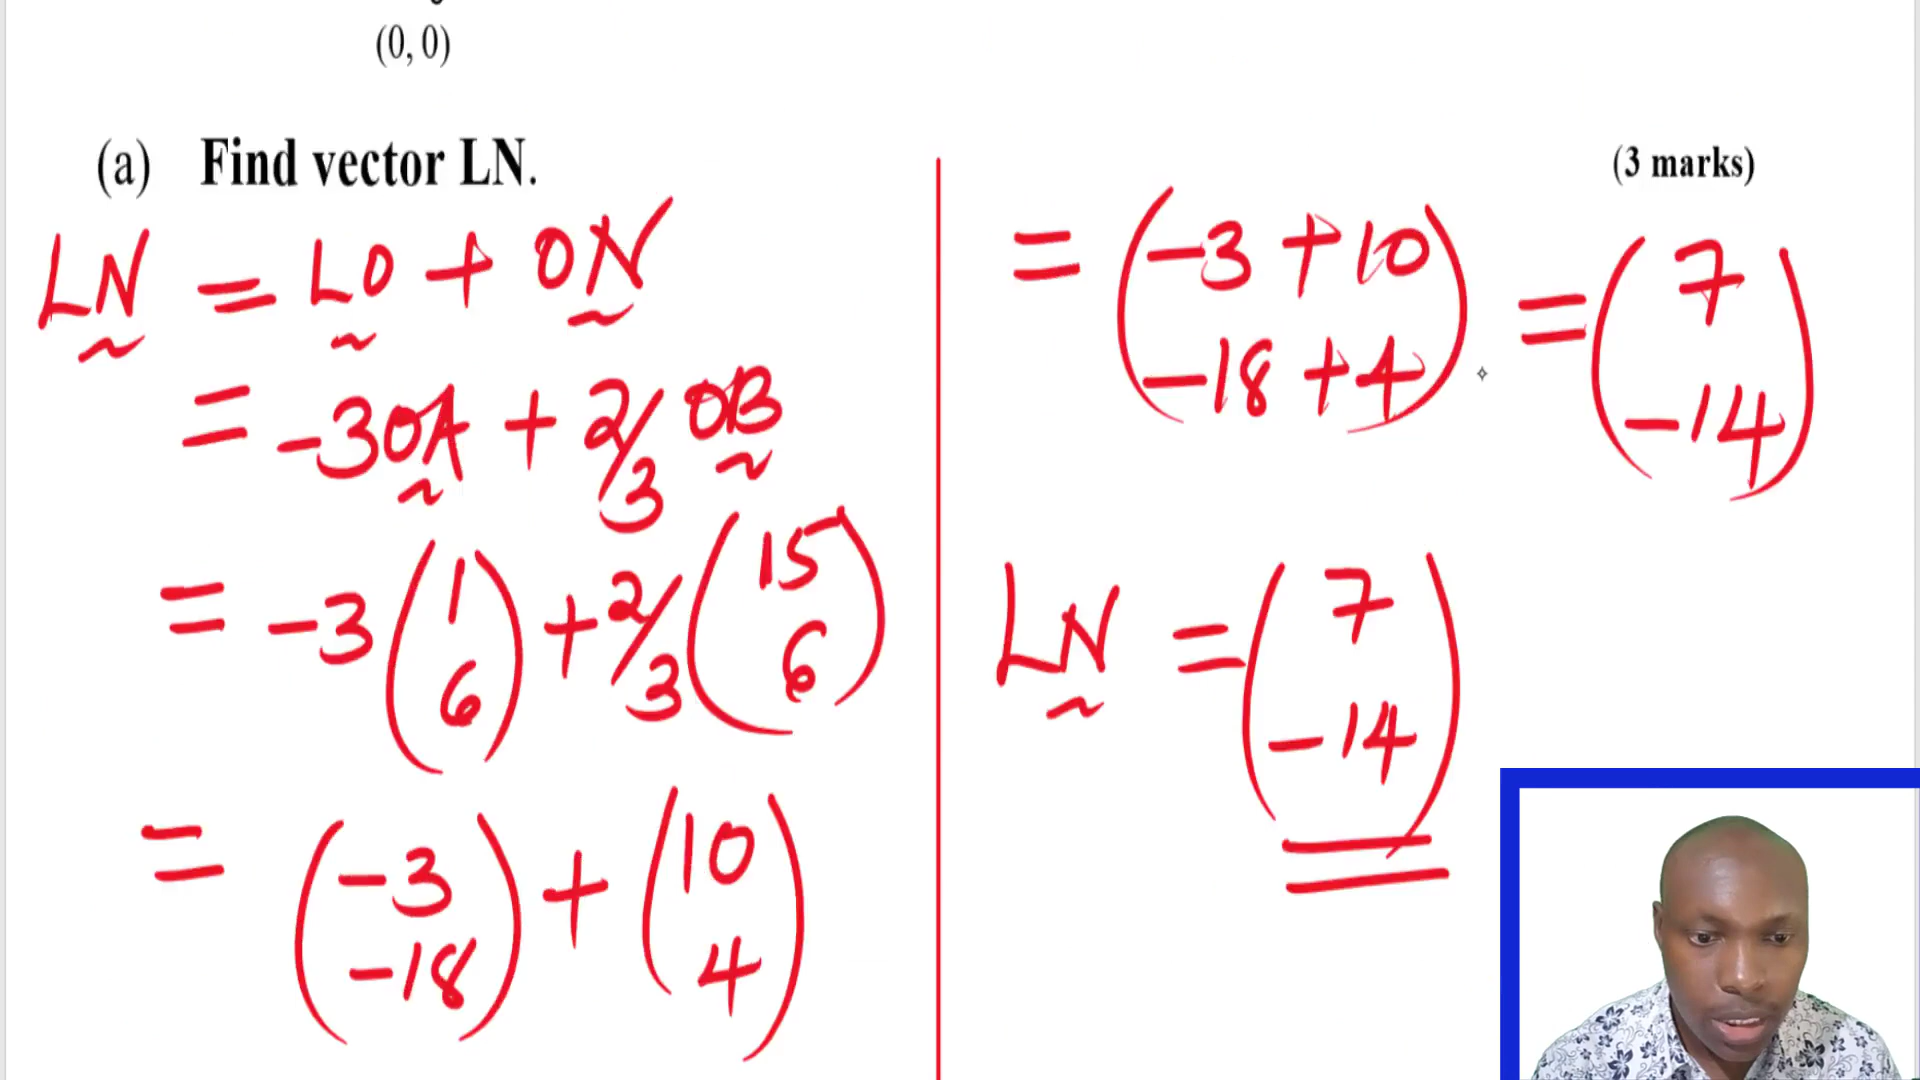 (0, 0)
(a) Find vector LN.
(3 marks)
LN = LO + ON
= -3OA + 2/3 OB
= -3 (1 6) + 2/3 (15 6)
= (-3 -18) + (10 4)
= (-3 + 10 -18 + 4) = (7 -14)
LN = (7 -14)